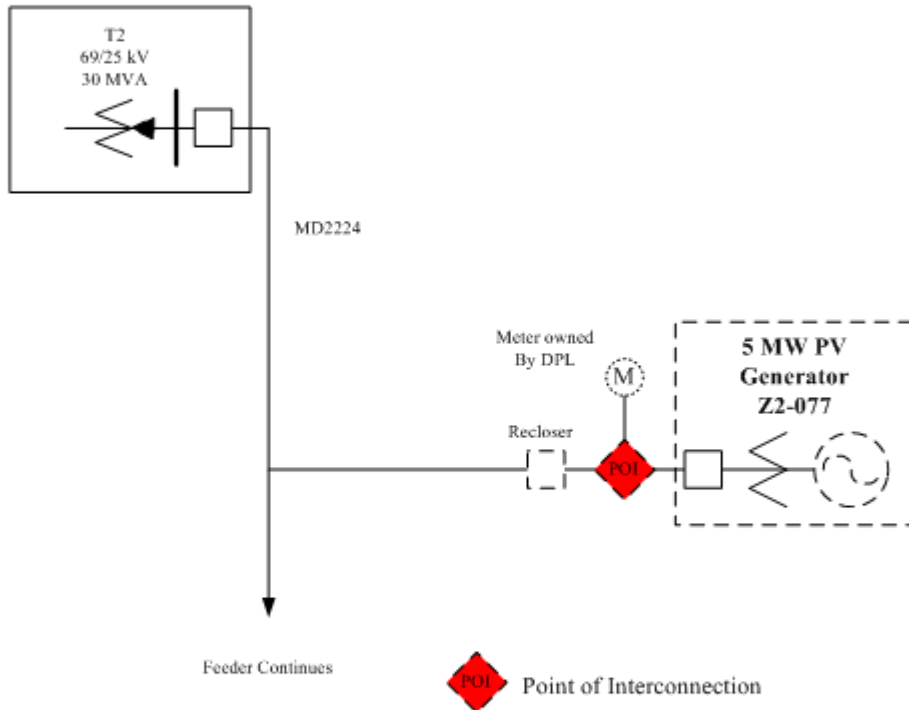 T2
69/25 kV
30 MVA
MD2224
Meter owned
By DPL
M
Recloser
POI
5 MW PV
Generator
Z2-077
Feeder Continues
POI
Point of Interconnection